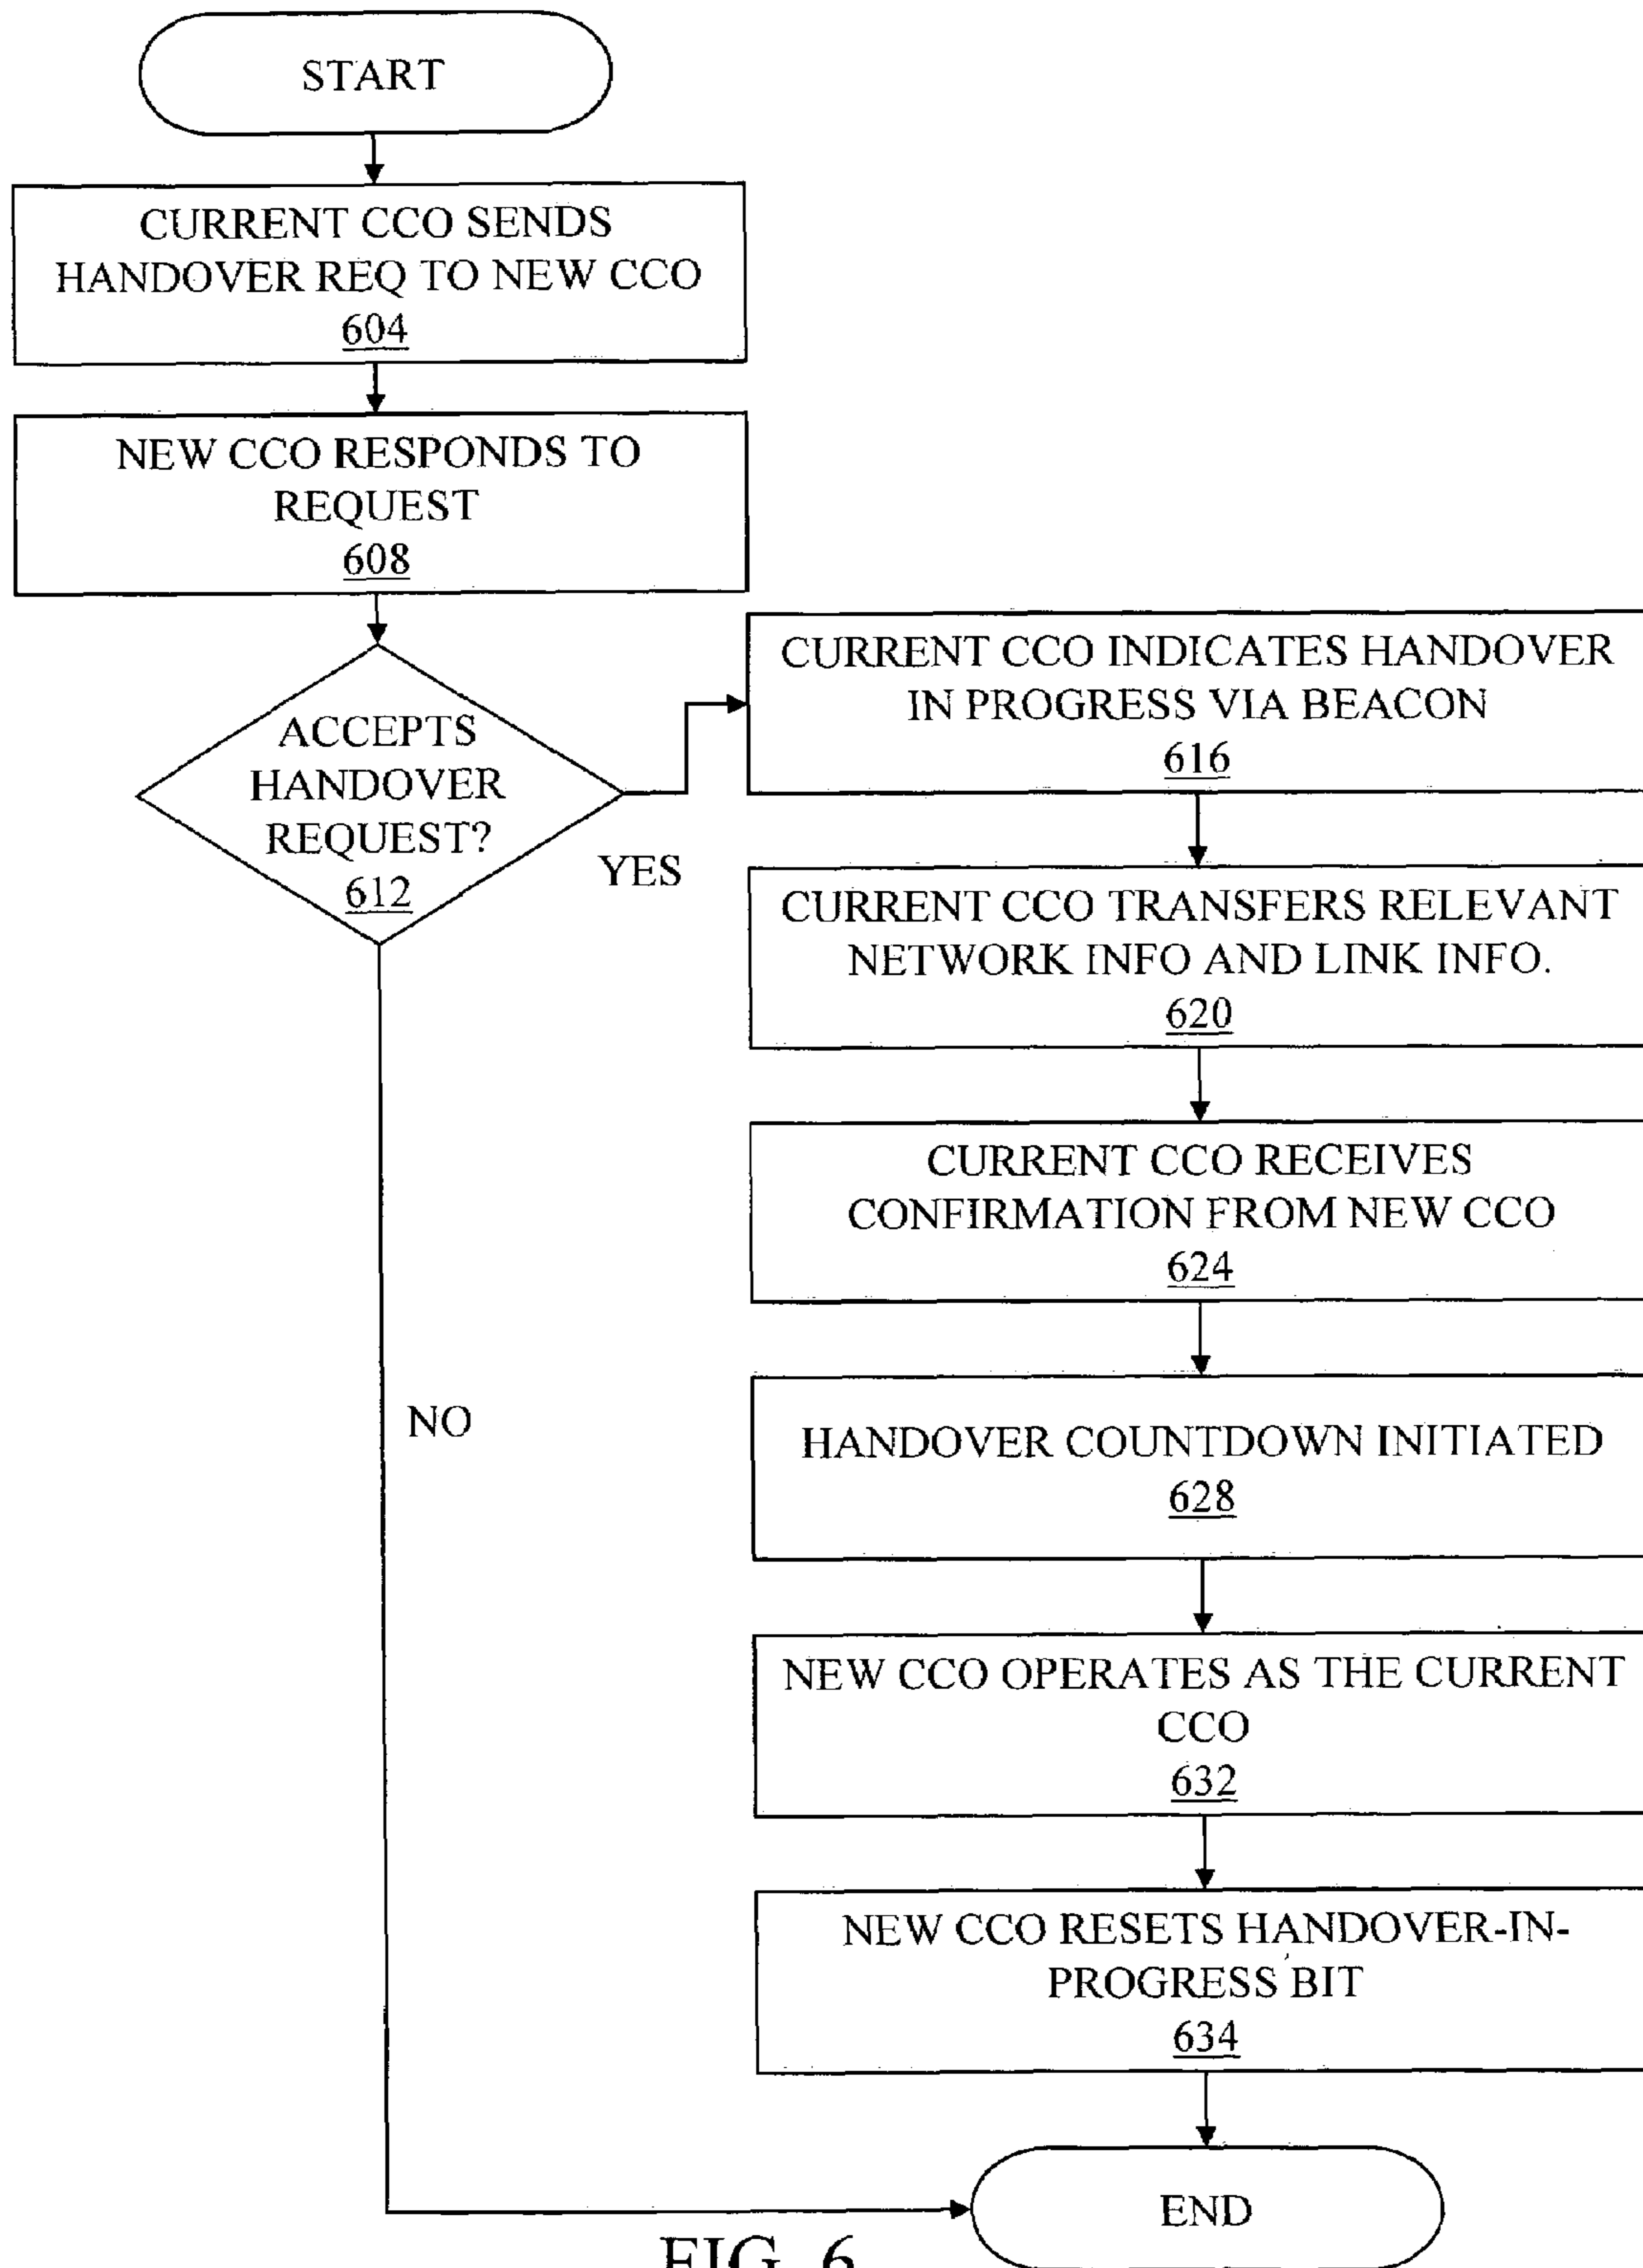 START
CURRENT CCO SENDS
HANDOVER REQ TO NEW CCO
604
NEW CCO RESPONDS TO
REQUEST
608
ACCEPTS
HANDOVER
REQUEST?
612
YES
NO
CURRENT CCO INDICATES HANDOVER
IN PROGRESS VIA BEACON
616
CURRENT CCO TRANSFERS RELEVANT
NETWORK INFO AND LINK INFO.
620
CURRENT CCO RECEIVES
CONFIRMATION FROM NEW CCO
624
HANDOVER COUNTDOWN INITIATED
628
NEW CCO OPERATES AS THE CURRENT
CCO
632
NEW CCO RESETS HANDOVER-IN-
PROGRESS BIT
634
END
FIG. 6